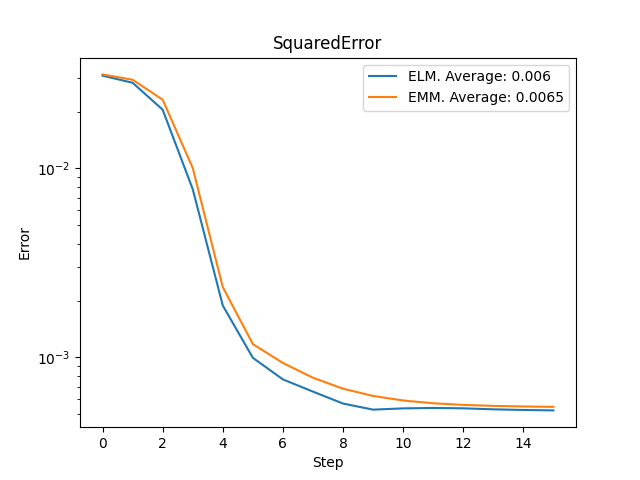 SquaredError
ELM. Average: 0.006
EMM. Average: 0.0065
Error
10⁻²
10⁻³
0 2 4 6 8 10 12 14
Step